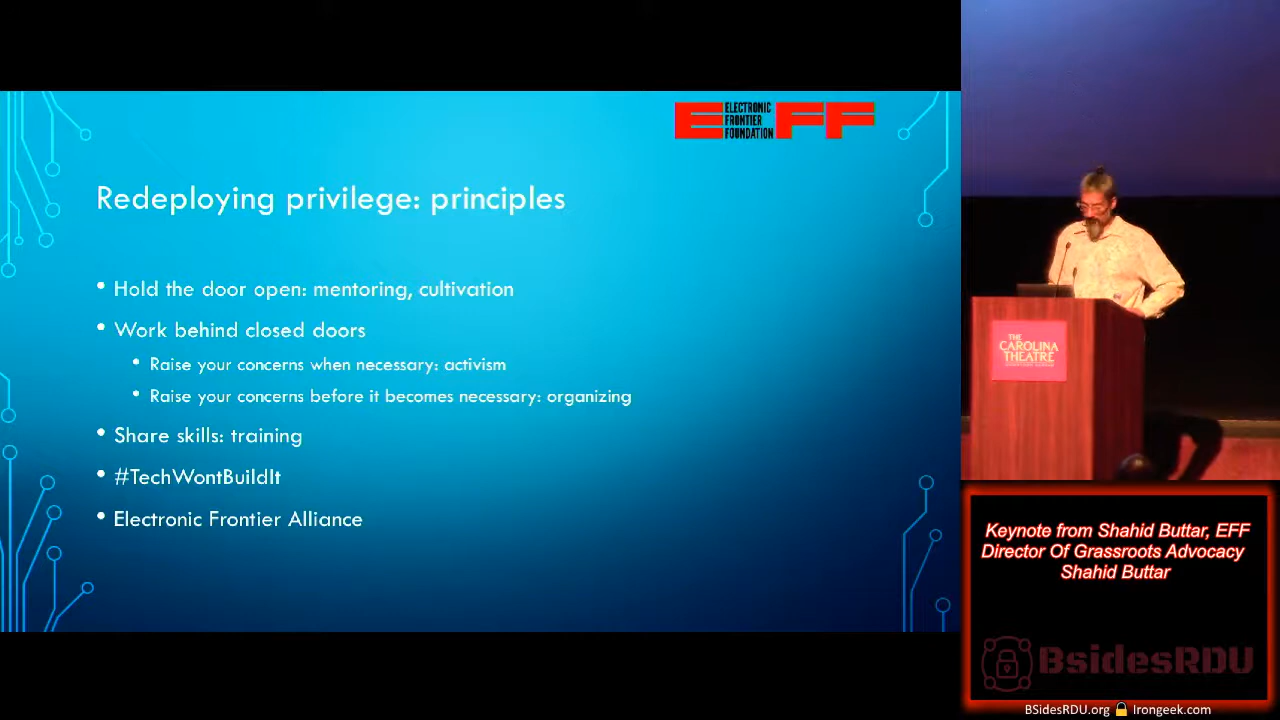 ELECTRONIC
FRONTIER
FOUNDATION
EFF
Redeploying privilege: principles
• Hold the door open: mentoring, cultivation
• Work behind closed doors
• Raise your concerns when necessary: activism
• Raise your concerns before it becomes necessary: organizing
• Share skills: training
• #TechWontBuildIt
• Electronic Frontier Alliance
THE
CAROLINA
THEATRE
Keynote from Shahid Buttar, EFF
Director Of Grassroots Advocacy
Shahid Buttar
BsidesRDU
BSidesRDU.org Irongeek.com